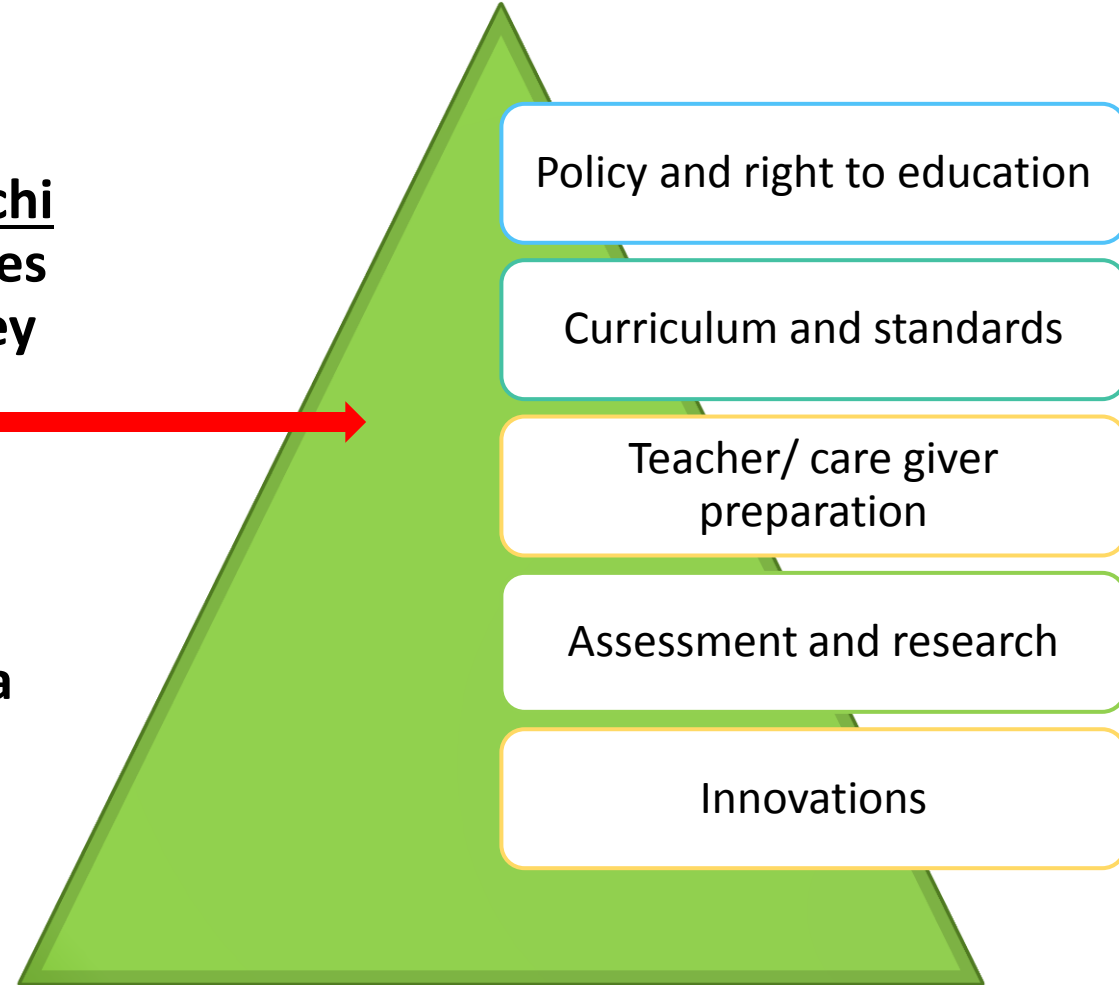 chi
es
ey
a
Policy and right to education
Curriculum and standards
Teacher/ care giver
preparation
Assessment and research
Innovations